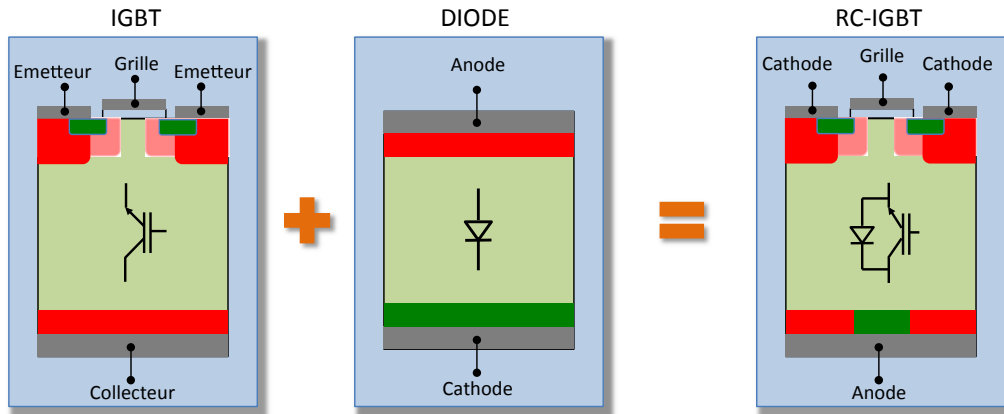 IGBT
DIODE
RC-IGBT
Emetteur
Grille
Emetteur
Collecteur
Anode
Cathode
Cathode
Grille
Cathode
Anode